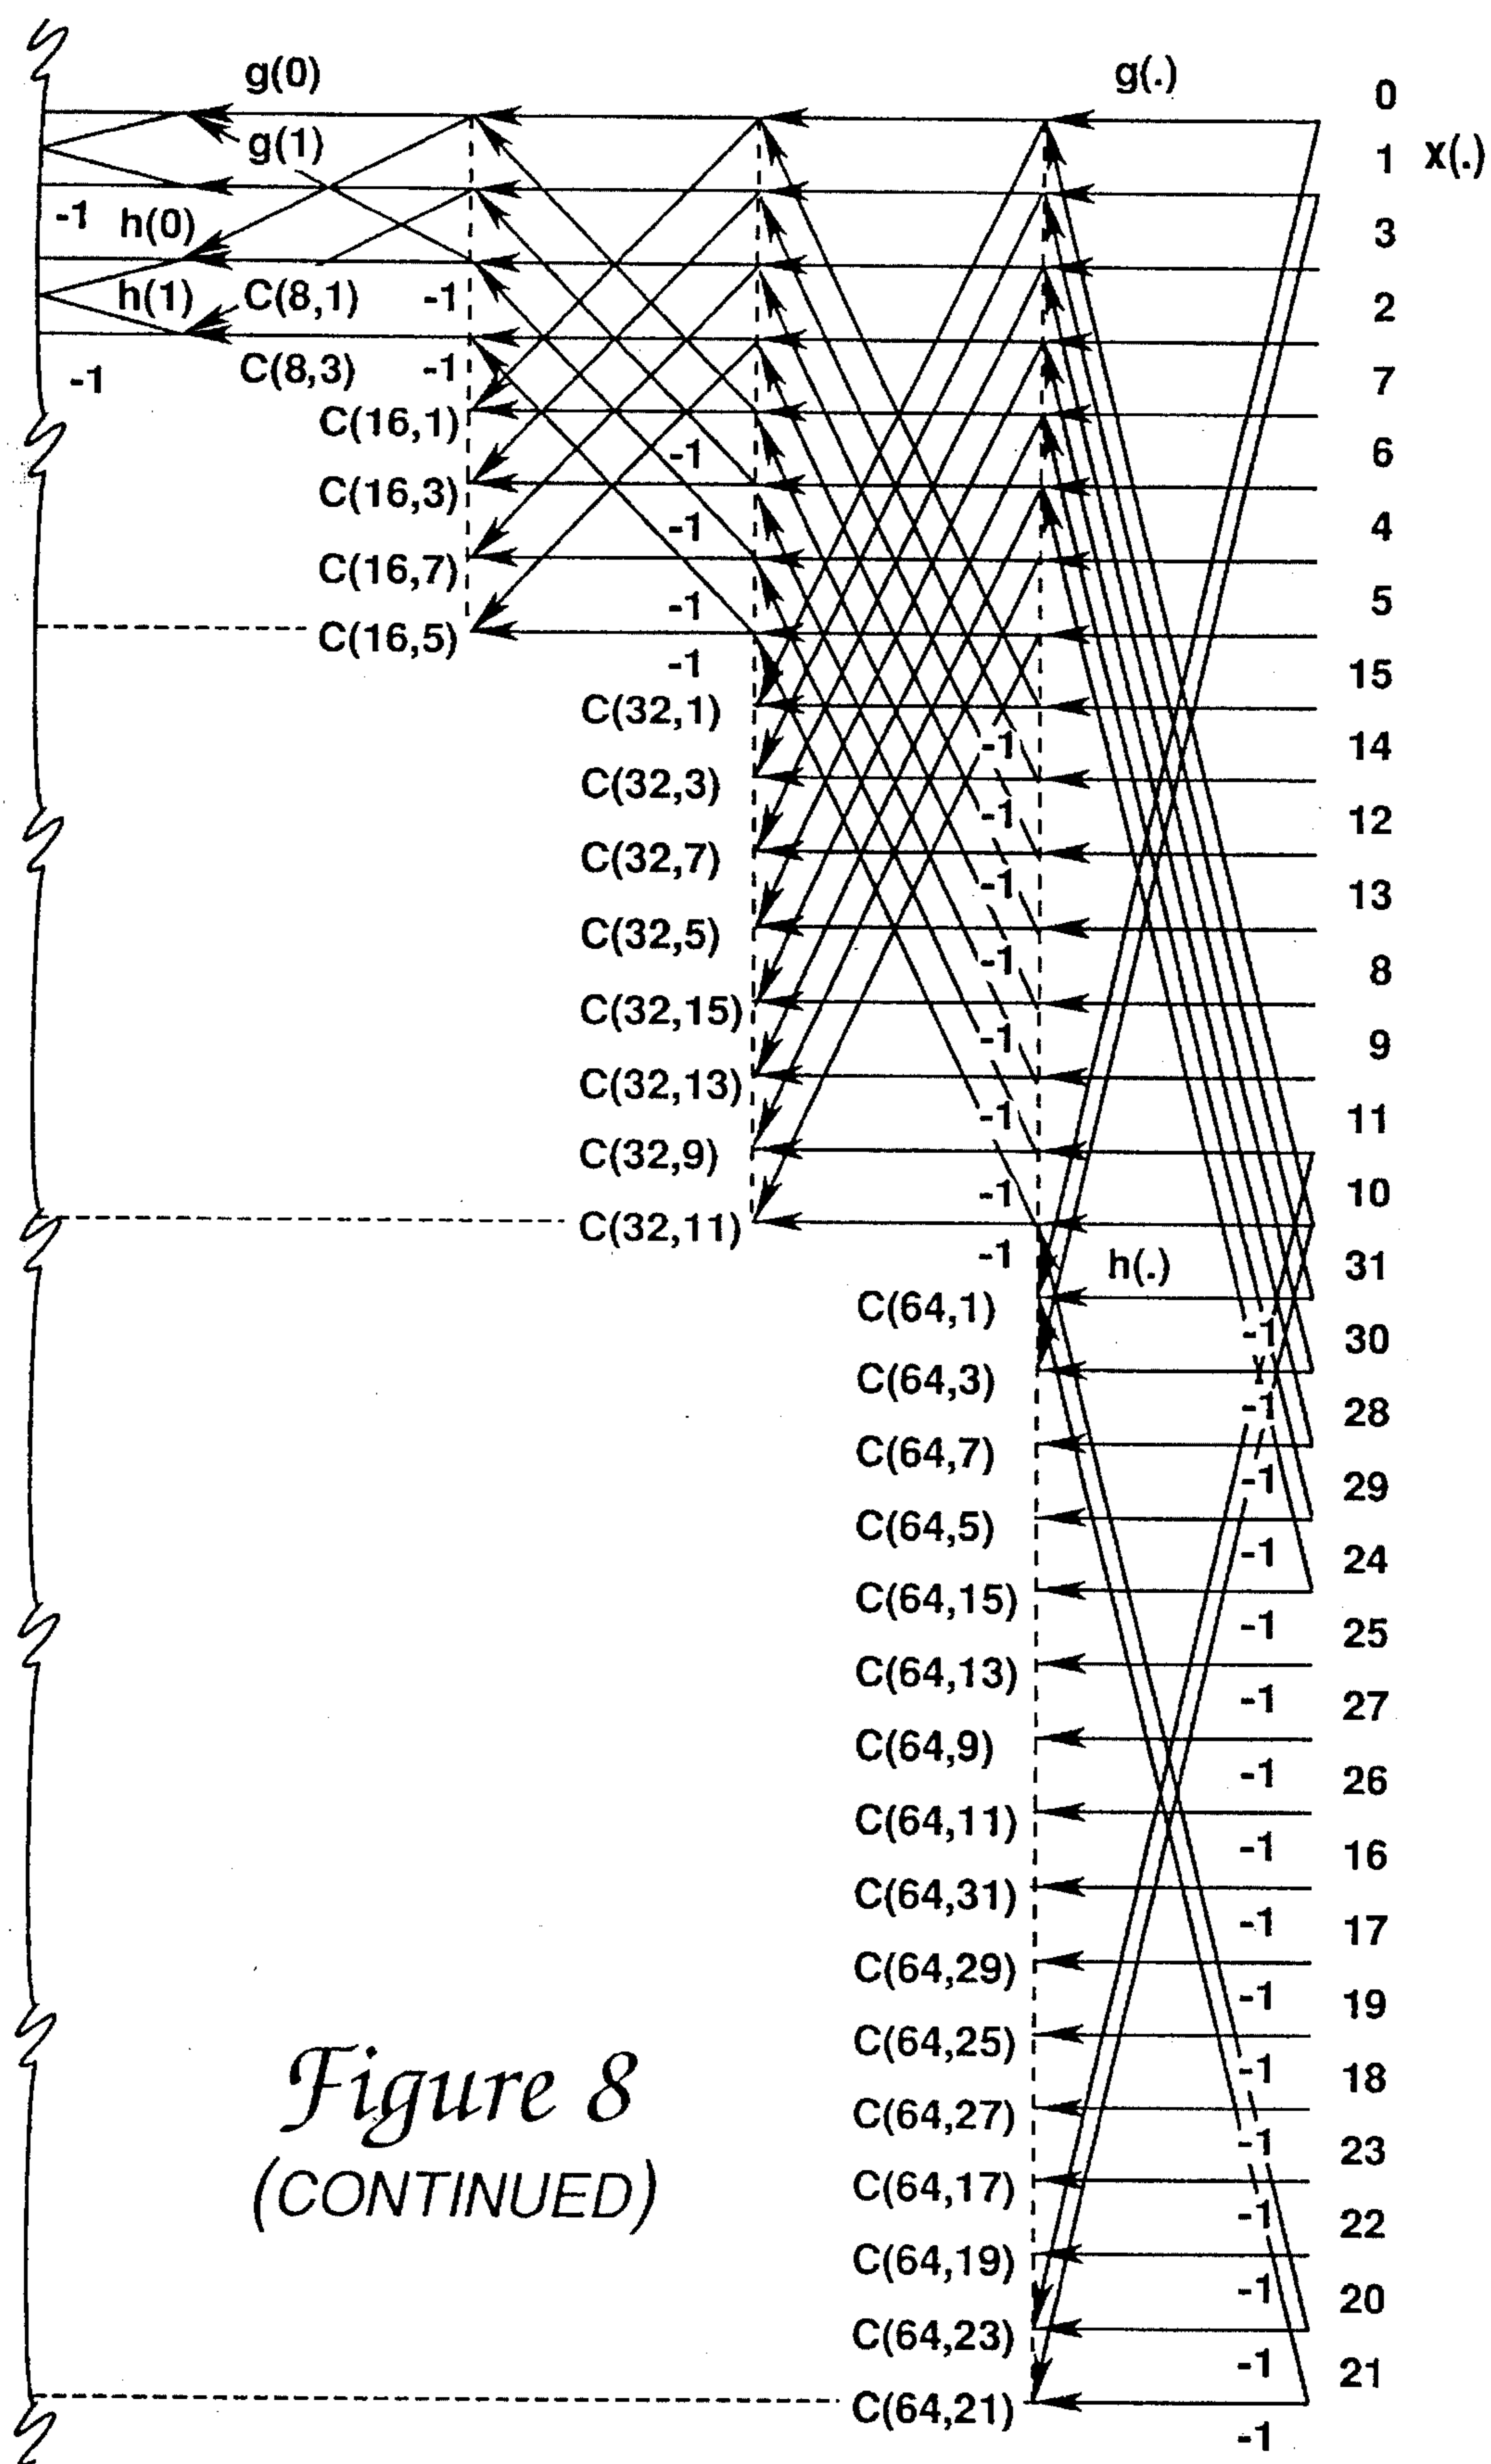 g(0)
g(.)
0
g(1)
1
x(.)
-1
h(0)
3
h(1)
C(8,1)
-1
2
-1
C(8,3)
-1
7
C(16,1)
-1
6
C(16,3)
-1
4
C(16,7)
-1
5
C(16,5)
-1
15
C(32,1)
-1
14
C(32,3)
-1
12
C(32,7)
-1
13
C(32,5)
-1
8
C(32,15)
-1
9
C(32,13)
-1
11
C(32,9)
-1
10
C(32,11)
-1
h(.)
31
C(64,1)
-1
30
C(64,3)
-1
28
C(64,7)
-1
29
C(64,5)
-1
24
C(64,15)
-1
25
C(64,13)
-1
27
C(64,9)
-1
26
C(64,11)
-1
16
C(64,31)
-1
17
C(64,29)
-1
19
C(64,25)
-1
18
C(64,27)
-1
23
C(64,17)
-1
22
C(64,19)
-1
20
C(64,23)
-1
21
C(64,21)
-1
Figure 8
(CONTINUED)